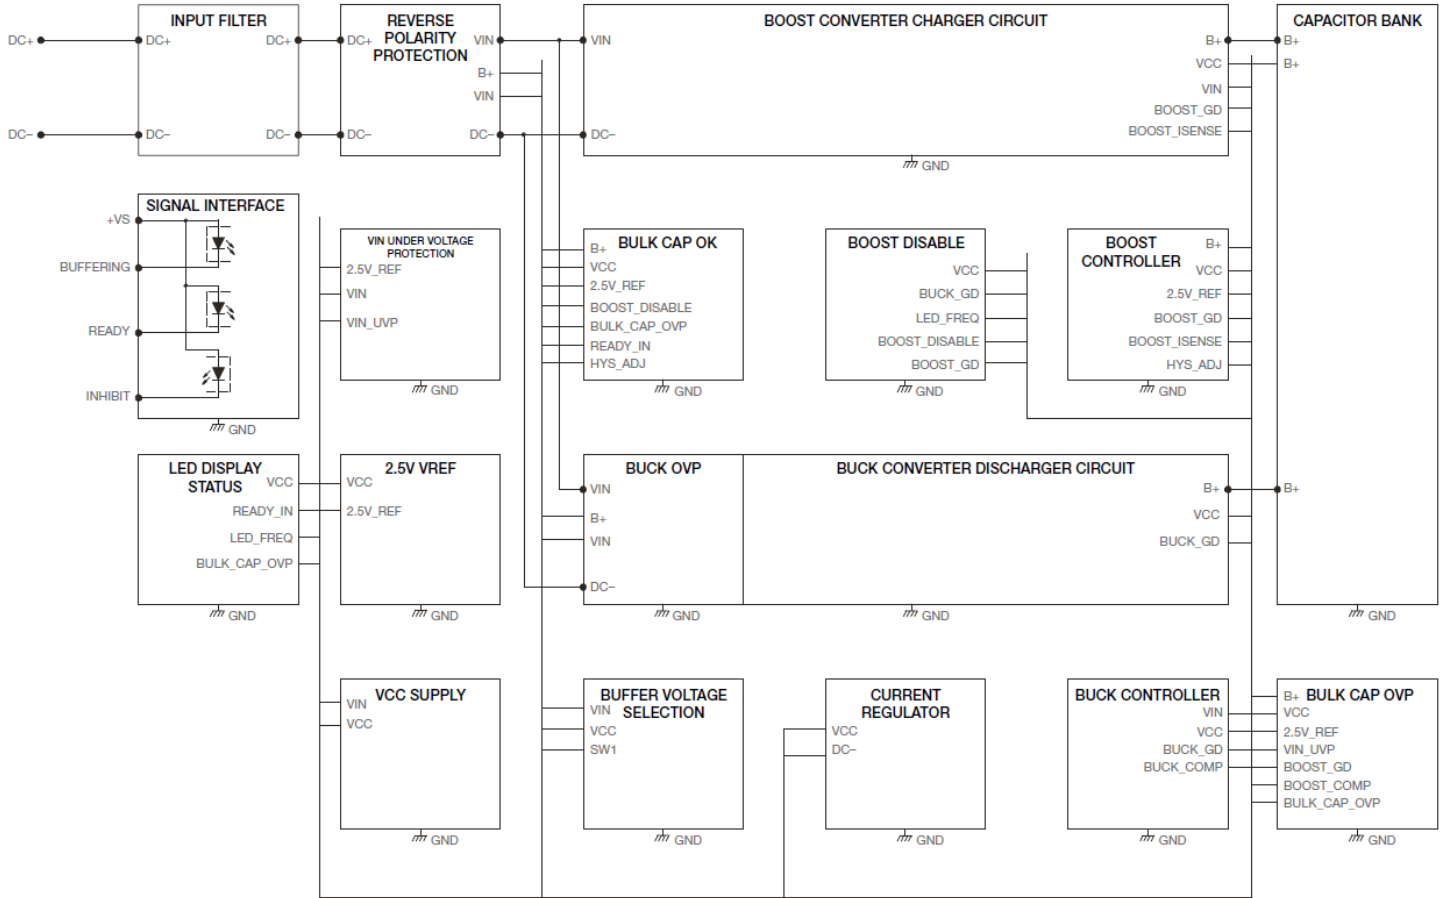 INPUT FILTER
DC+
DC+
DC+
DC−
DC−
DC−
REVERSE
POLARITY
PROTECTION
DC+
VIN
B+
VIN
DC−
DC−
BOOST CONVERTER CHARGER CIRCUIT
VIN
B+
VCC
VIN
BOOST_GD
BOOST_ISENSE
DC−
GND
CAPACITOR BANK
B+
B+
B+
GND
SIGNAL INTERFACE
+VS
BUFFERING
READY
INHIBIT
GND
VIN UNDER VOLTAGE
PROTECTION
2.5V_REF
VIN
VIN_UVP
GND
BULK CAP OK
B+
VCC
2.5V_REF
BOOST_DISABLE
BULK_CAP_OVP
READY_IN
HYS_ADJ
GND
BOOST DISABLE
VCC
BUCK_GD
LED_FREQ
BOOST_DISABLE
BOOST_GD
GND
BOOST
CONTROLLER
B+
VCC
2.5V_REF
BOOST_GD
BOOST_ISENSE
HYS_ADJ
GND
LED DISPLAY
STATUS
VCC
READY_IN
LED_FREQ
BULK_CAP_OVP
GND
2.5V VREF
VCC
2.5V_REF
GND
BUCK OVP
VIN
B+
VIN
DC−
GND
BUCK CONVERTER DISCHARGER CIRCUIT
B+
VCC
BUCK_GD
GND
VCC SUPPLY
VIN
VCC
GND
BUFFER VOLTAGE
SELECTION
VIN
VCC
SW1
GND
CURRENT
REGULATOR
VCC
DC−
GND
BUCK CONTROLLER
VIN
VCC
BUCK_GD
BUCK_COMP
GND
BULK CAP OVP
B+
VCC
2.5V_REF
VIN_UVP
BOOST_GD
BOOST_COMP
BULK_CAP_OVP
GND